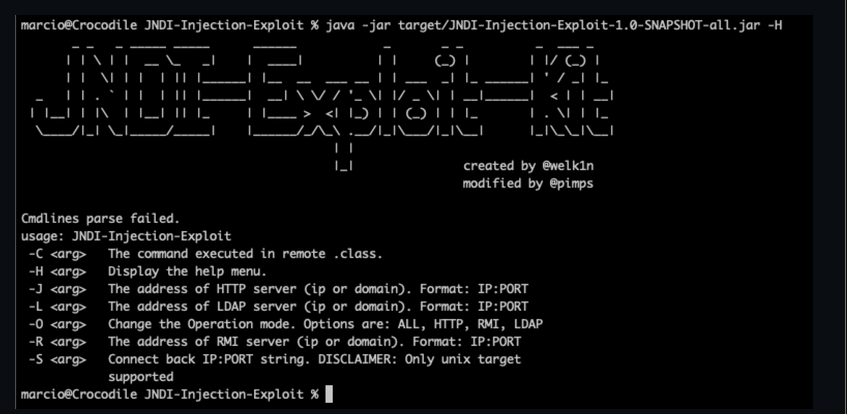 marcio@Crocodile JNDI-Injection-Exploit % java -jar target/JNDI-Injection-Exploit-1.0-SNAPSHOT-all.jar -H
JNDI-Exploit-Kit
created by @welk1n
modified by @pimps
Cmdlines parse failed.
usage: JNDI-Injection-Exploit
-C <arg>   The command executed in remote .class.
-H <arg>   Display the help menu.
-J <arg>   The address of HTTP server (ip or domain). Format: IP:PORT
-L <arg>   The address of LDAP server (ip or domain). Format: IP:PORT
-O <arg>   Change the Operation mode. Options are: ALL, HTTP, RMI, LDAP
-R <arg>   The address of RMI server (ip or domain). Format: IP:PORT
-S <arg>   Connect back IP:PORT string. DISCLAIMER: Only unix target
supported
marcio@Crocodile JNDI-Injection-Exploit %